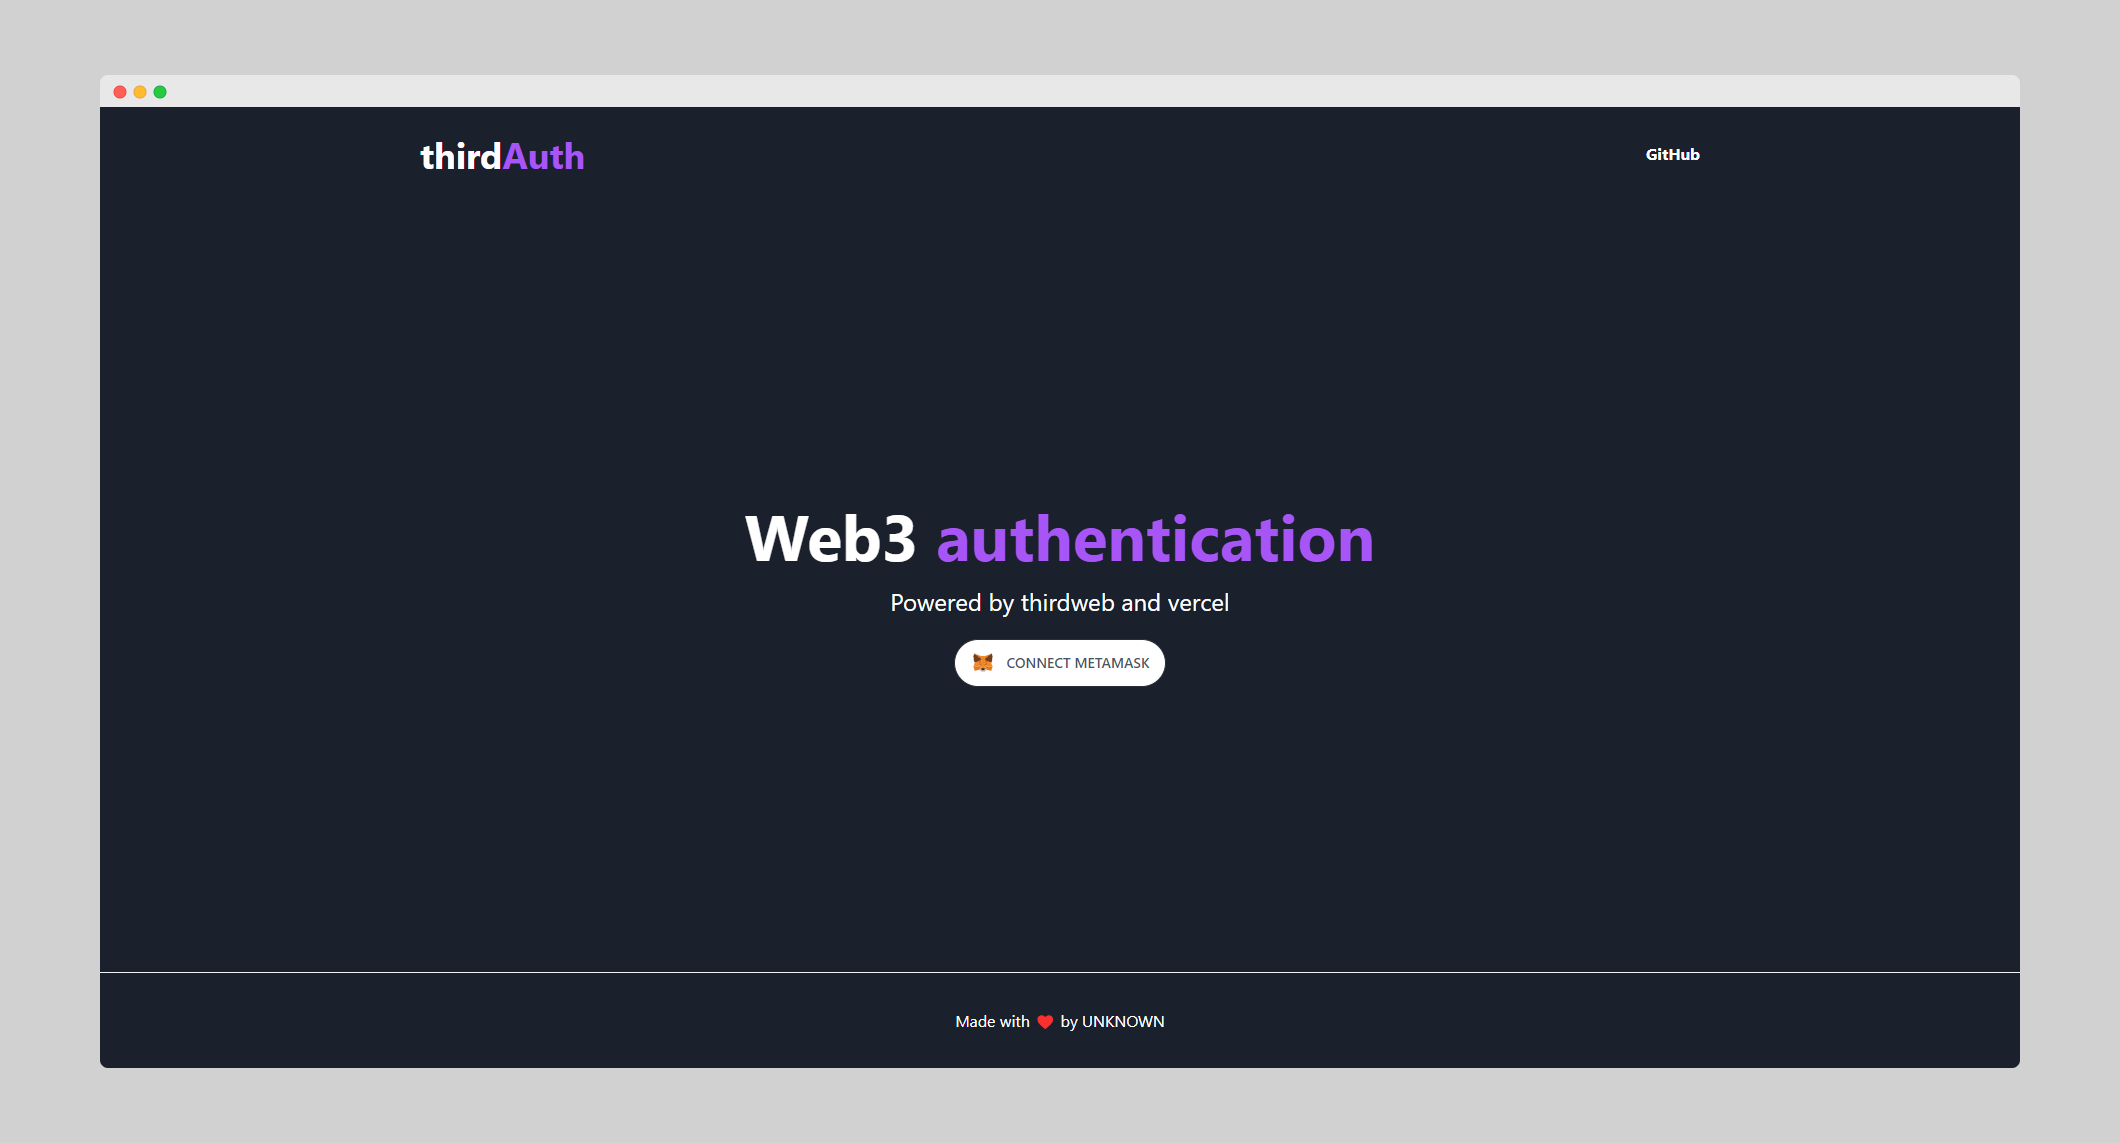 thirdAuth
GitHub
Web3 authentication
Powered by thirdweb and vercel
CONNECT METAMASK
Made with ❤️ by UNKNOWN